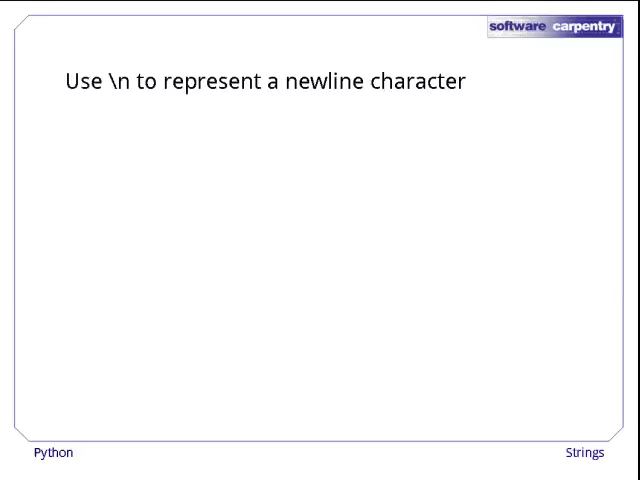 software carpentry
Use \n to represent a newline character
Python
Strings